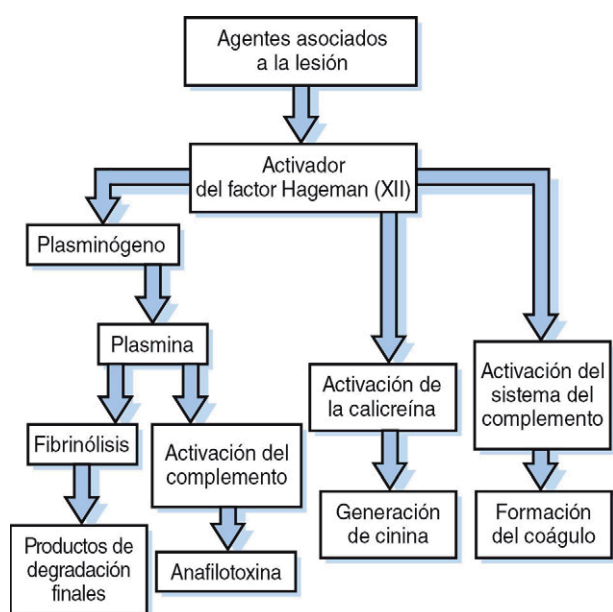 Agentes asociados
a la lesión
Activador
del factor Hageman (XII)
Plasminógeno
Plasmina
Fibrinólisis
Activación del
complemento
Productos de
degradación
finales
Anafilotoxina
Activación de
la calicreína
Generación
de cinina
Activación del
sistema del
complemento
Formación
del coágulo